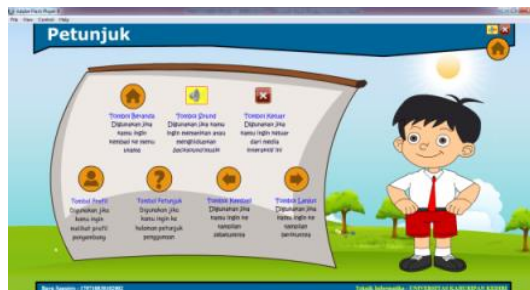 Adobe Flash Player 8
File View Control Help
Petunjuk
Tombol Beranda
Digunakan jika
kamu ingin
kembali ke menu
utama
Tombol Sound
Digunakan jika kamu
ingin mematikan atau
menghidupkan
backsound/musik
Tombol Keluar
Digunakan jika
kamu ingin keluar
dari media
interaktif ini
Tombol Profil
Digunakan jika
kamu ingin
melihat profil
pengembang
Tombol Petunjuk
Digunakan jika
kamu ingin ke
halaman petunjuk
penggunaan
Tombol Kembali
Digunakan jika
kamu ingin ke
tampilan
sebelumnya
Tombol Lanjut
Digunakan jika
kamu ingin ke
tampilan
berikutnya
Teknik Informatika - UNIVERSITAS KAHURIPAN KEDIRI